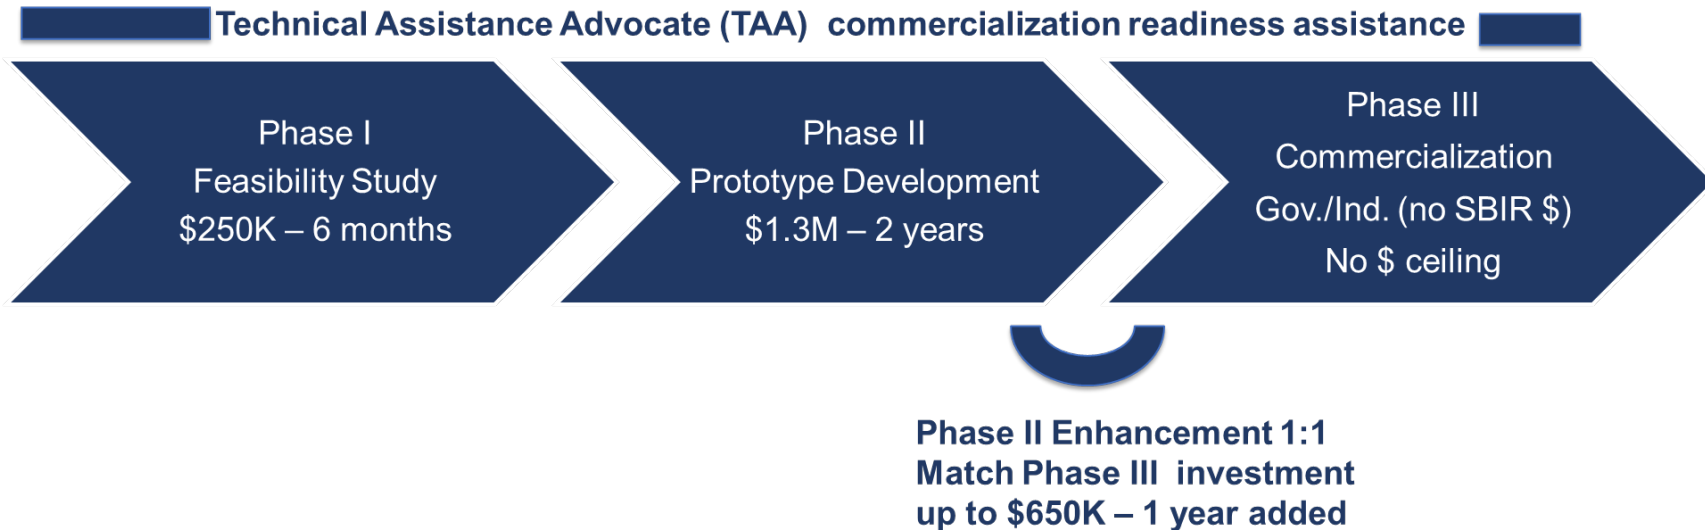 Technical Assistance Advocate (TAA) commercialization readiness assistance
Phase I
Feasibility Study
$250K – 6 months
Phase II
Prototype Development
$1.3M – 2 years
Phase III
Commercialization
Gov./Ind. (no SBIR $)
No $ ceiling
Phase II Enhancement 1:1
Match Phase III investment
up to $650K – 1 year added